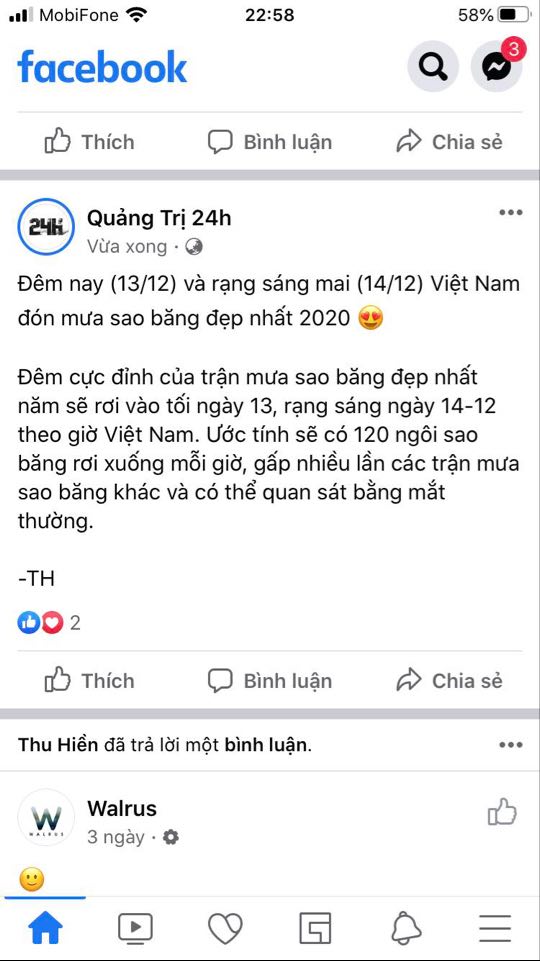 MobiFone 22:58 58%
facebook
3
Thích Bình luận Chia sẻ
24H Quảng Trị 24h
Vừa xong ·
Đêm nay (13/12) và rạng sáng mai (14/12) Việt Nam
đón mưa sao băng đẹp nhất 2020 😍
Đêm cực đỉnh của trận mưa sao băng đẹp nhất
năm sẽ rơi vào tối ngày 13, rạng sáng ngày 14-12
theo giờ Việt Nam. Ước tính sẽ có 120 ngôi sao
băng rơi xuống mỗi giờ, gấp nhiều lần các trận mưa
sao băng khác và có thể quan sát bằng mắt
thường.
-TH
2
Thích Bình luận Chia sẻ
Thu Hiền đã trả lời một bình luận.
W Walrus
WALRUS
3 ngày ·
🙂